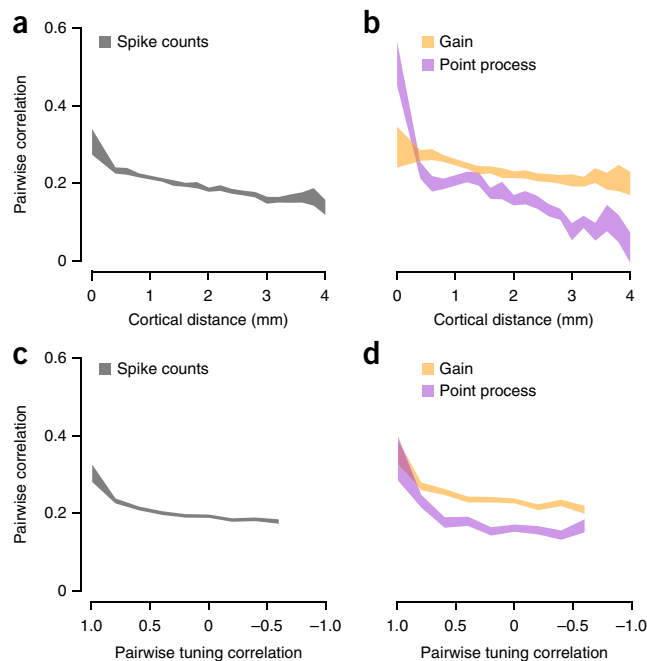 a
Spike counts
0.6
0.4
0.2
0
Pairwise correlation
0 1 2 3 4
Cortical distance (mm)
b
Gain
Point process
0 1 2 3 4
Cortical distance (mm)
c
Spike counts
0.6
0.4
0.2
0
Pairwise correlation
1.0 0.5 0 –0.5 –1.0
Pairwise tuning correlation
d
Gain
Point process
1.0 0.5 0 –0.5 –1.0
Pairwise tuning correlation